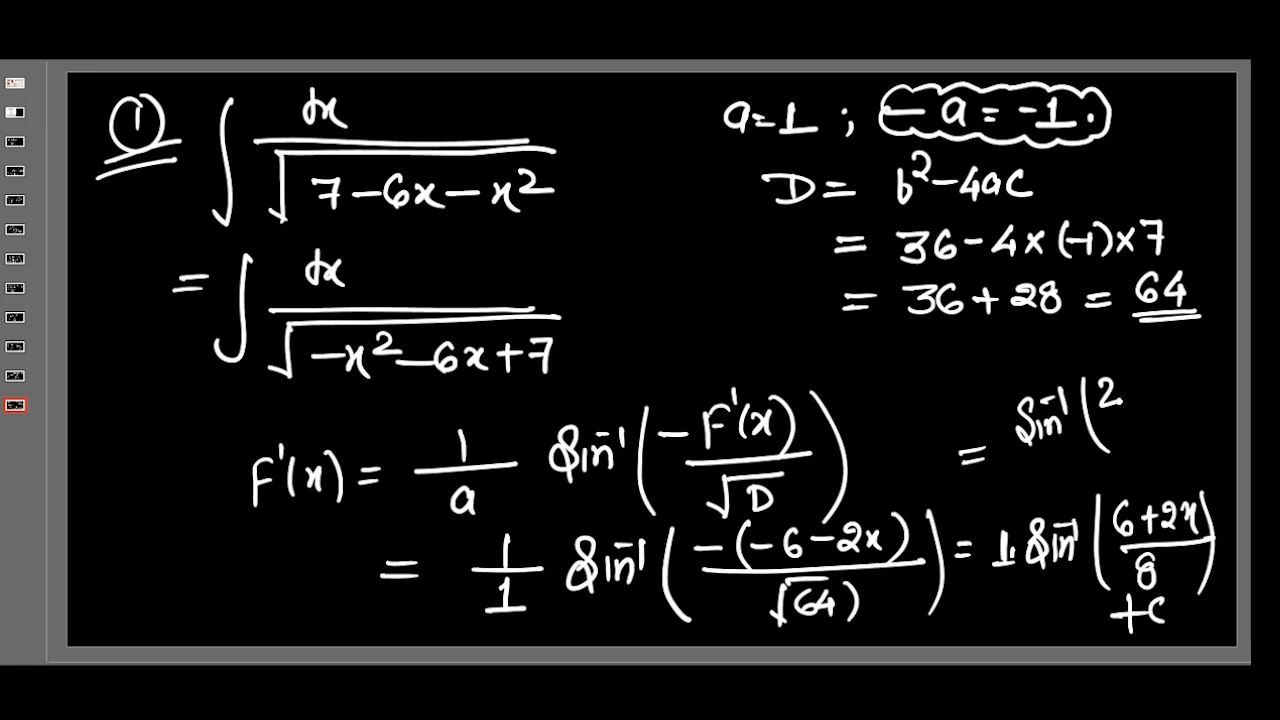 ① ∫ dx / √(7-6x-x²)
= ∫ dx / √(-x²-6x+7)
a=1 ; -a=-1.
D= b²-4ac
= 36-4×(-1)×7
= 36+28 = 64
F'(x) = 1/a Sin⁻¹(-F'(x)/√D) = Sin⁻¹(2
= 1/1 Sin⁻¹(-(-6-2x)/√64)) = 1. Sin⁻¹(6+2x/8)
+c